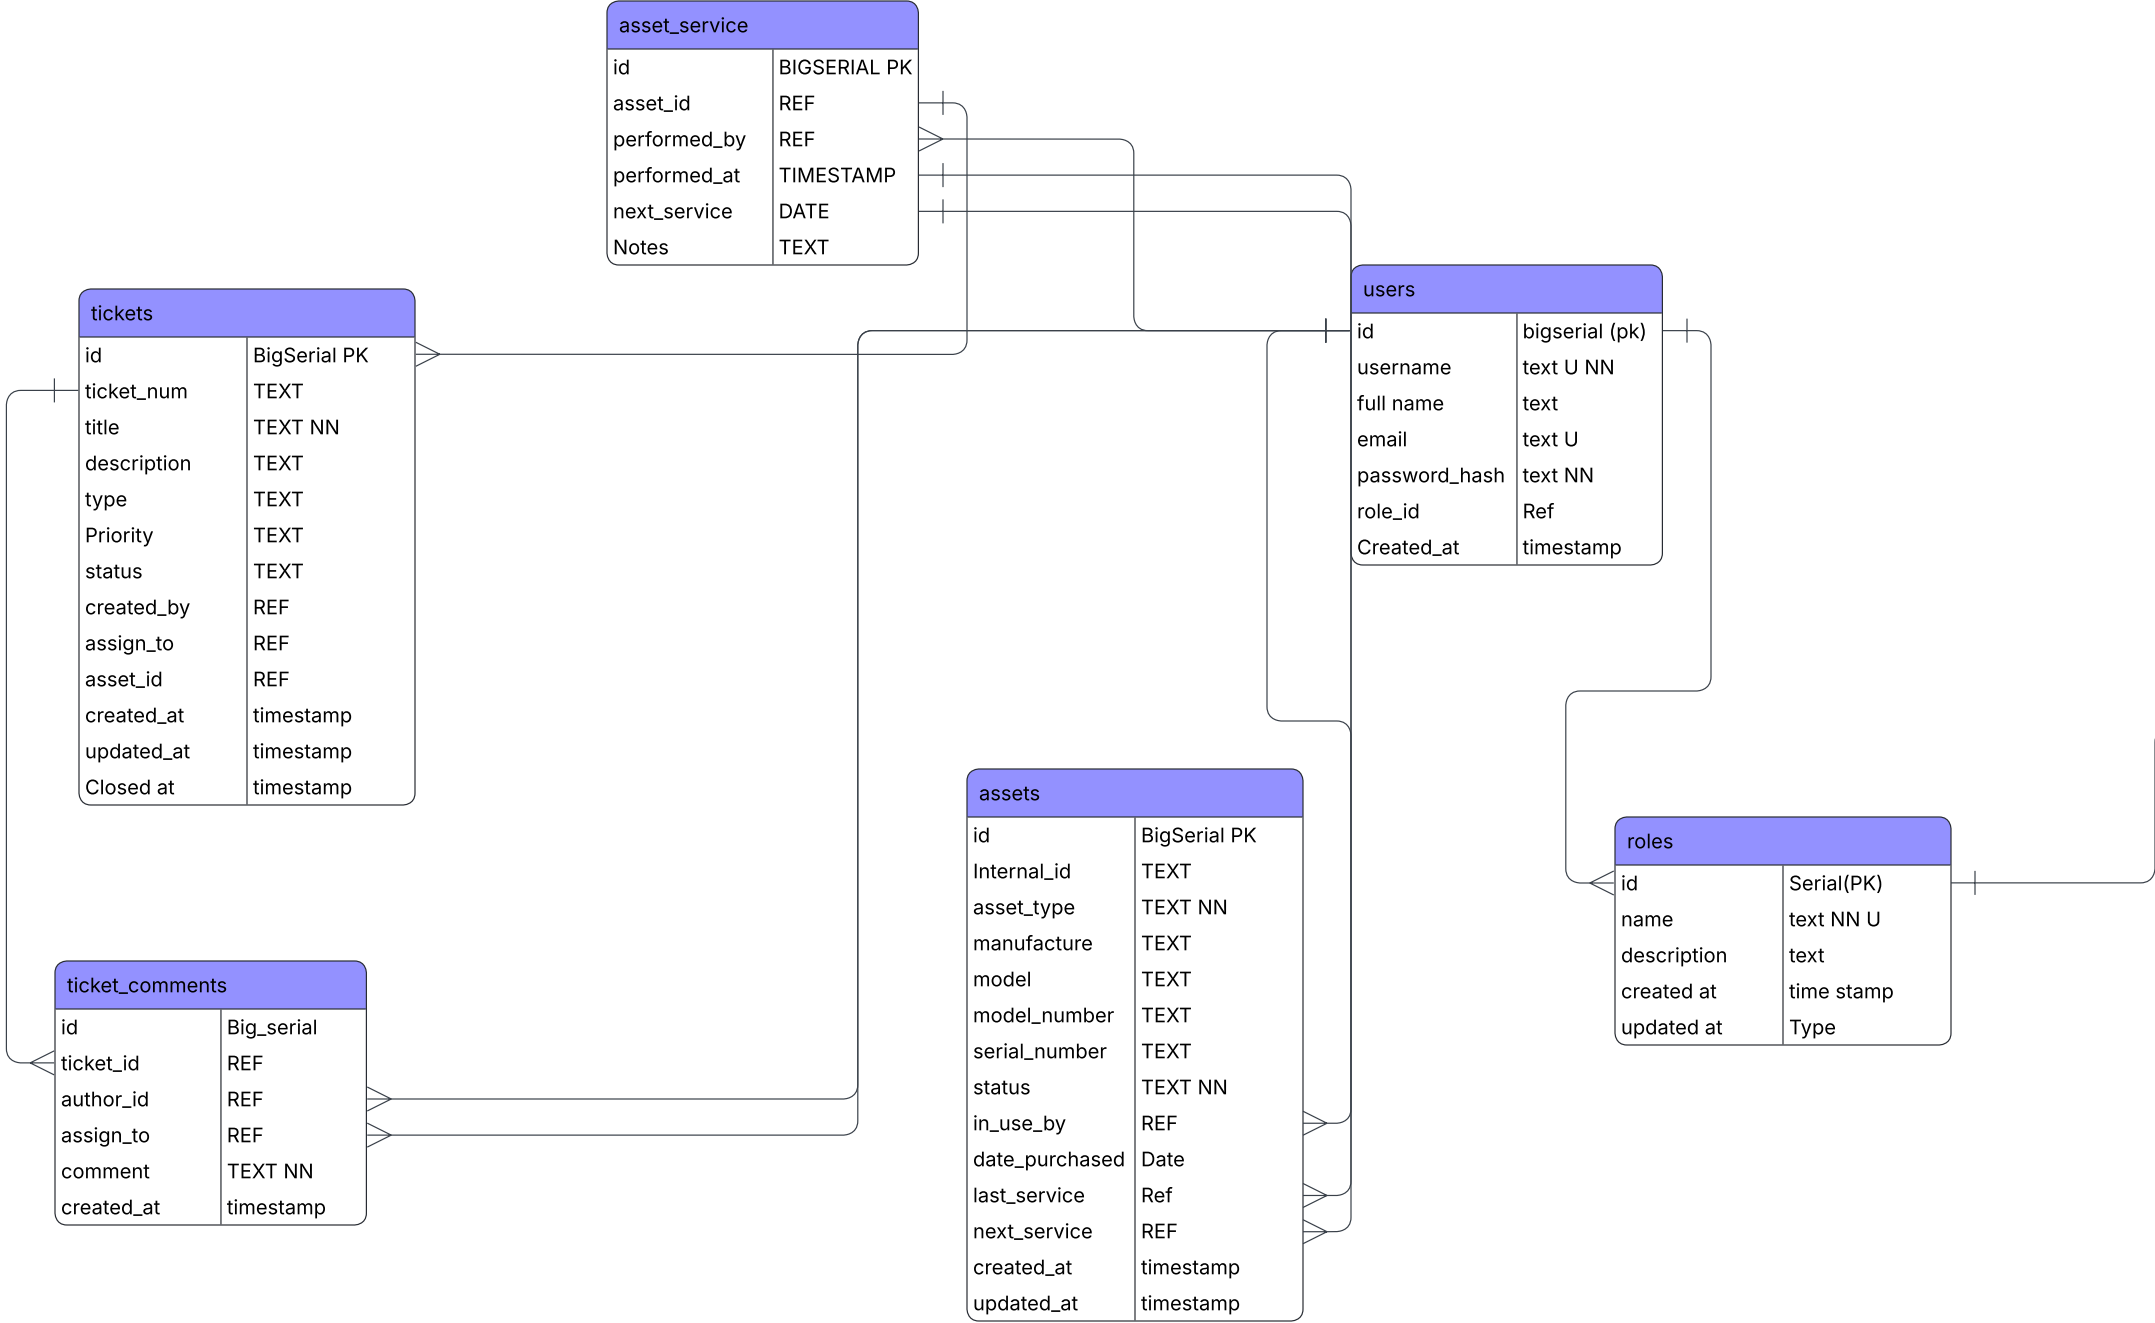 asset_service
id BIGSERIAL PK
asset_id REF
performed_by REF
performed_at TIMESTAMP
next_service DATE
Notes TEXT
users
id bigserial (pk)
username text U NN
full name text
email text U
password_hash text NN
role_id Ref
Created_at timestamp
tickets
id BigSerial PK
ticket_num TEXT
title TEXT NN
description TEXT
type TEXT
Priority TEXT
status TEXT
created_by REF
assign_to REF
asset_id REF
created_at timestamp
updated_at timestamp
Closed at timestamp
assets
id BigSerial PK
Internal_id TEXT
asset_type TEXT NN
manufacture TEXT
model TEXT
model_number TEXT
serial_number TEXT
status TEXT NN
in_use_by REF
date_purchased Date
last_service Ref
next_service REF
created_at timestamp
updated_at timestamp
roles
id Serial(PK)
name text NN U
description text
created at time stamp
updated at Type
ticket_comments
id Big_serial
ticket_id REF
author_id REF
assign_to REF
comment TEXT NN
created_at timestamp